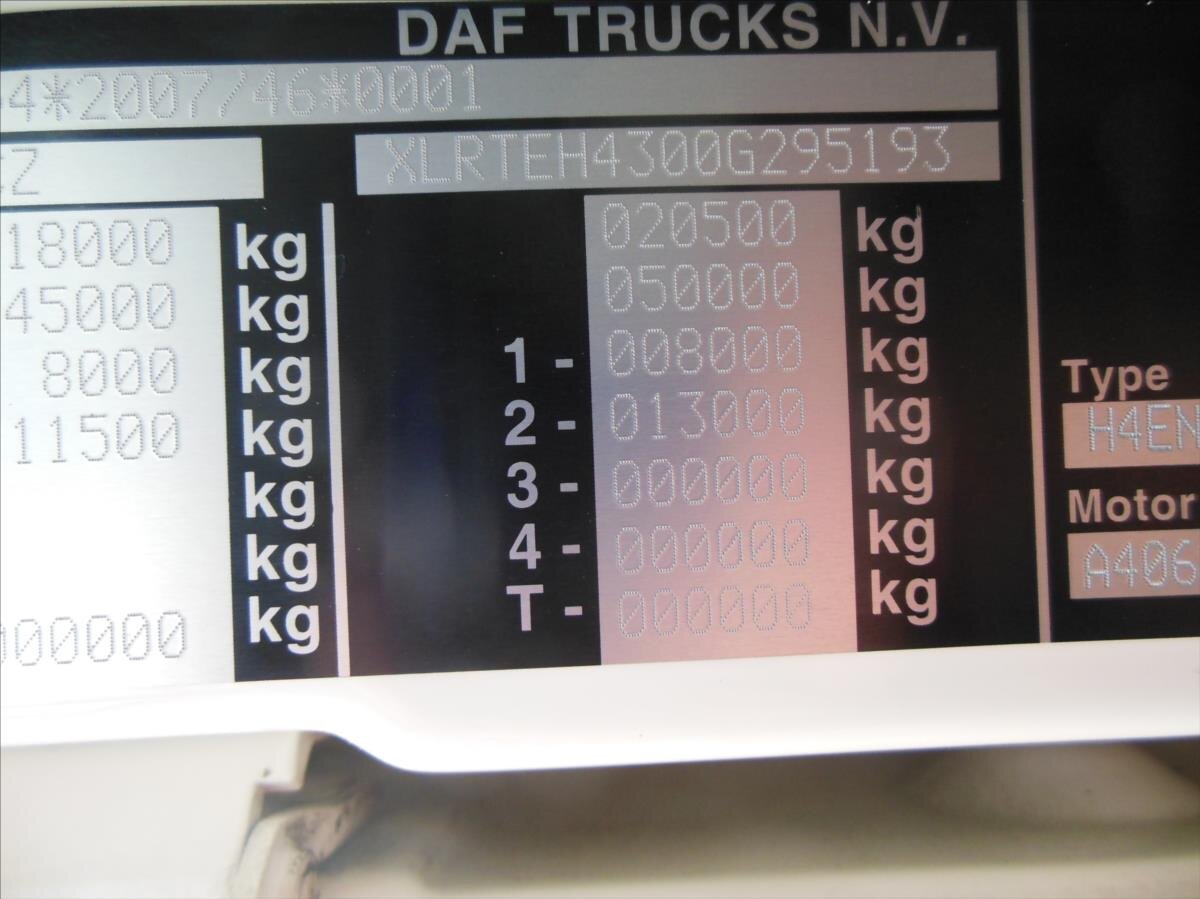 DAF TRUCKS N.V.
4*2007/46*0001
CZ XLRTEH4300G295193
18000 kg 020500 kg
45000 kg 050000 kg
8000 kg 1 - 008000 kg
11500 kg 2 - 013000 kg
kg 3 - 000000 kg
kg 4 - 000000 kg
000000 kg T - 000000 kg
Type
H4EN
Motor
A406